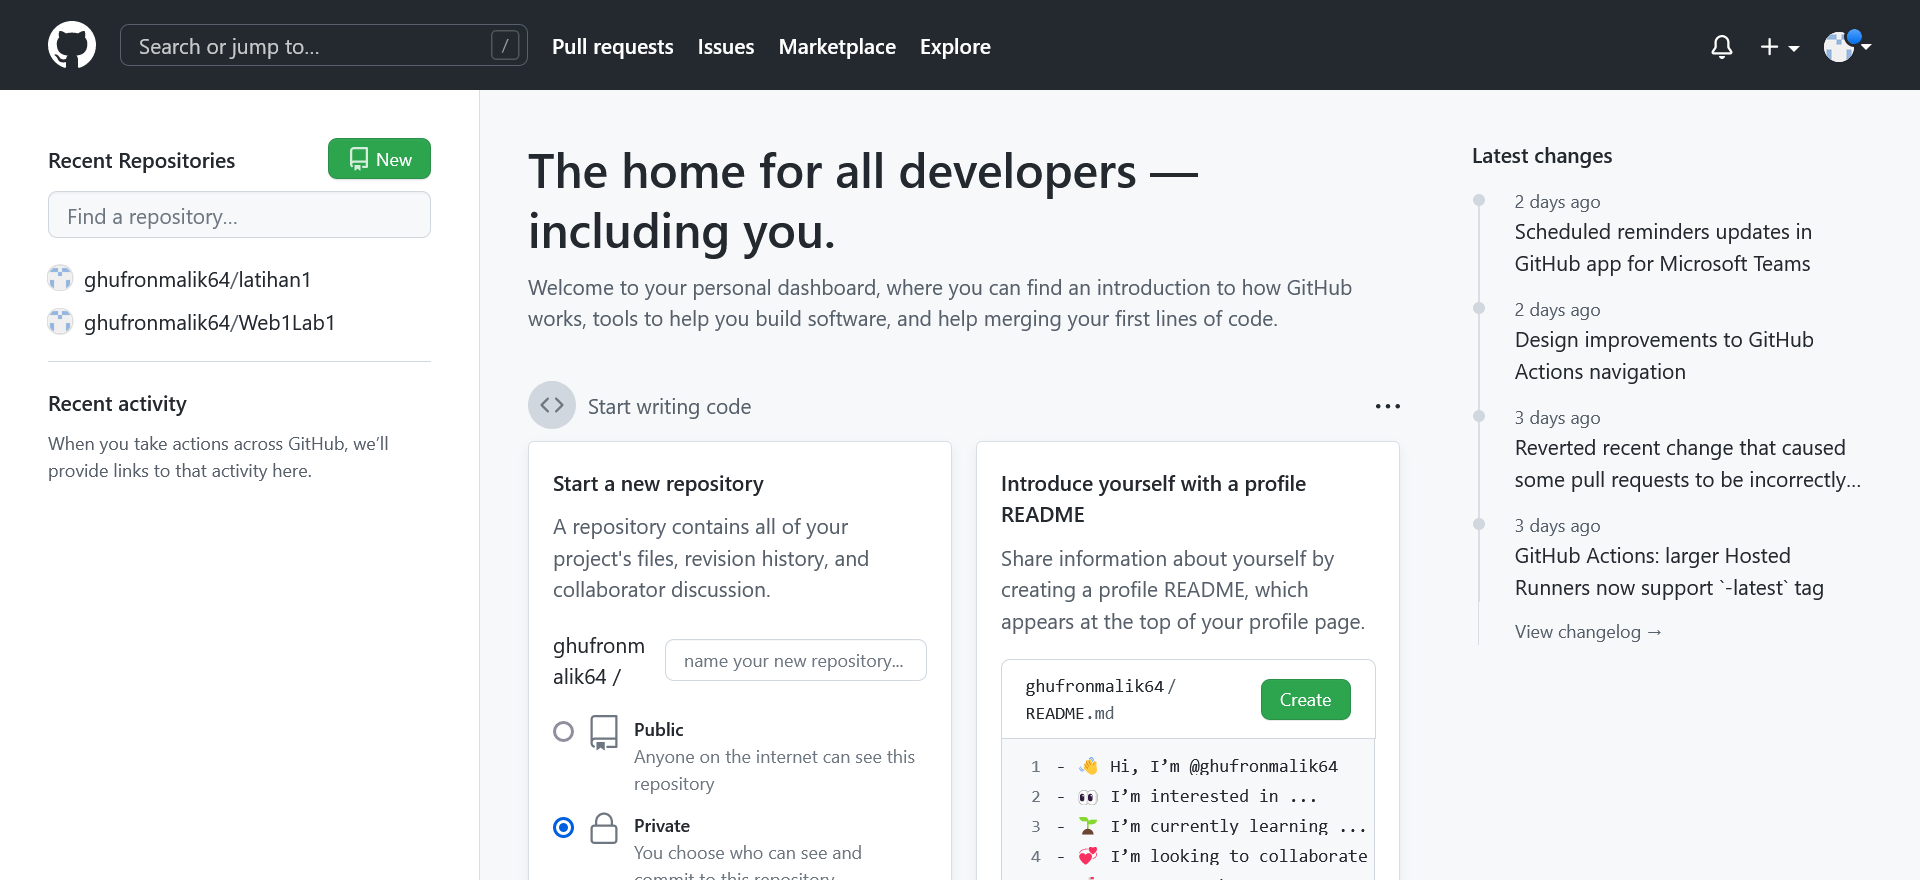 Search or jump to...
/
Pull requests
Issues
Marketplace
Explore
Recent Repositories
New
Find a repository...
ghufronmalik64/latihan1
ghufronmalik64/Web1Lab1
Recent activity
When you take actions across GitHub, we’ll
provide links to that activity here.
The home for all developers —
including you.
Welcome to your personal dashboard, where you can find an introduction to how GitHub
works, tools to help you build software, and help merging your first lines of code.
Start writing code
Start a new repository
A repository contains all of your
project's files, revision history, and
collaborator discussion.
ghufronm
alik64 /
name your new repository...
Public
Anyone on the internet can see this
repository
Private
You choose who can see and
commit to this repository
Introduce yourself with a profile
README
Share information about yourself by
creating a profile README, which
appears at the top of your profile page.
ghufronmalik64/
README.md
Create
1 - 👋 Hi, I’m @ghufronmalik64
2 - 👀 I’m interested in ...
3 - 🌱 I’m currently learning ...
4 - 💞️ I’m looking to collaborate
Latest changes
2 days ago
Scheduled reminders updates in
GitHub app for Microsoft Teams
2 days ago
Design improvements to GitHub
Actions navigation
3 days ago
Reverted recent change that caused
some pull requests to be incorrectly...
3 days ago
GitHub Actions: larger Hosted
Runners now support `-latest` tag
View changelog →